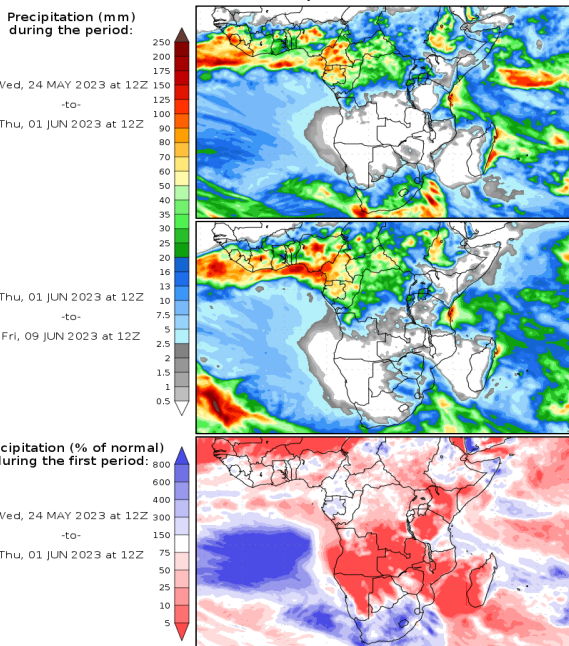 Precipitation (mm)
during the period:
250
200
175
150
125
100
90
80
70
60
50
40
35
30
25
20
16
13
10
7.5
5
2.5
2
1.5
1
0.5
Wed, 24 MAY 2023 at 12Z
-to-
Thu, 01 JUN 2023 at 12Z
Thu, 01 JUN 2023 at 12Z
-to-
Fri, 09 JUN 2023 at 12Z
cipitation (% of normal)
during the first period:
800
600
400
300
150
75
50
25
10
5
Wed, 24 MAY 2023 at 12Z
-to-
Thu, 01 JUN 2023 at 12Z